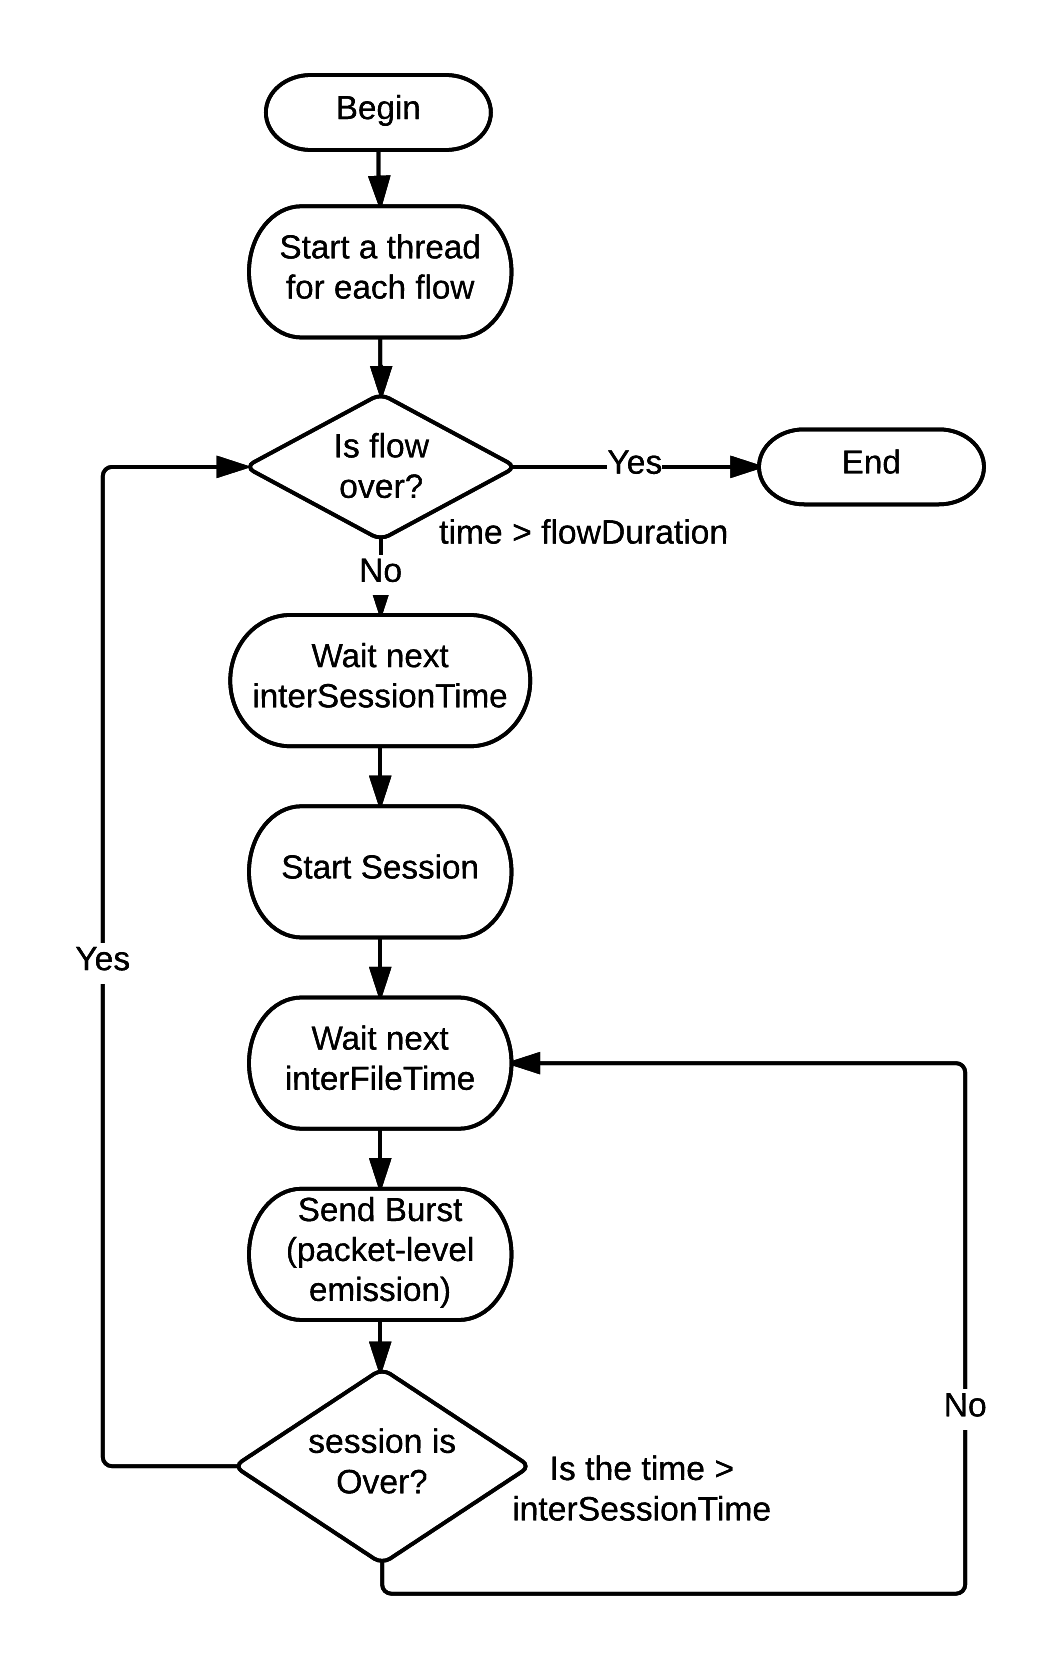 Begin
Start a thread
for each flow
Is flow
over?
Yes
End
time > flowDuration
No
Wait next
interSessionTime
Start Session
Yes
Wait next
interFileTime
Send Burst
(packet-level
emission)
No
session is
Over?
Is the time >
interSessionTime